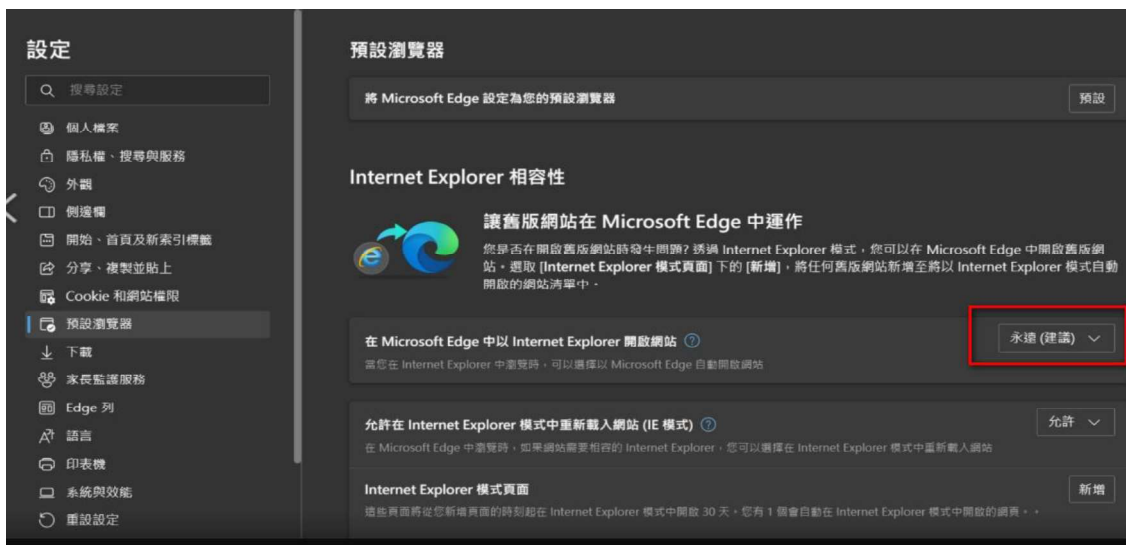 設定
搜尋設定
個人檔案
隱私權、搜尋與服務
外觀
側邊欄
開始、首頁及新索引標籤
分享、複製並貼上
Cookie 和網站權限
預設瀏覽器
下載
家長監護服務
Edge 列
語言
印表機
系統與效能
重設設定
預設瀏覽器
將 Microsoft Edge 設定為您的預設瀏覽器
預設
Internet Explorer 相容性
讓舊版網站在 Microsoft Edge 中運作
您是否在開啟舊版網站時發生問題? 透過 Internet Explorer 模式，您可以在 Microsoft Edge 中開啟舊版網
站。選取 [Internet Explorer 模式頁面] 下的 [新增]，將任何舊版網站新增至將以 Internet Explorer 模式自動
開啟的網站清單中。
在 Microsoft Edge 中以 Internet Explorer 開啟網站
永遠 (建議)
當您在 Internet Explorer 中瀏覽時，可以選擇以 Microsoft Edge 自動開啟網站
允許在 Internet Explorer 模式中重新載入網站 (IE 模式)
允許
在 Microsoft Edge 中瀏覽時，如果網站需要相容的 Internet Explorer，您可以選擇在 Internet Explorer 模式中重新載入網站
Internet Explorer 模式頁面
新增
這些頁面將從您新增頁面的時刻起在 Internet Explorer 模式中開啟 30 天。您有 1 個會自動在 Internet Explorer 模式中開啟的網頁。。